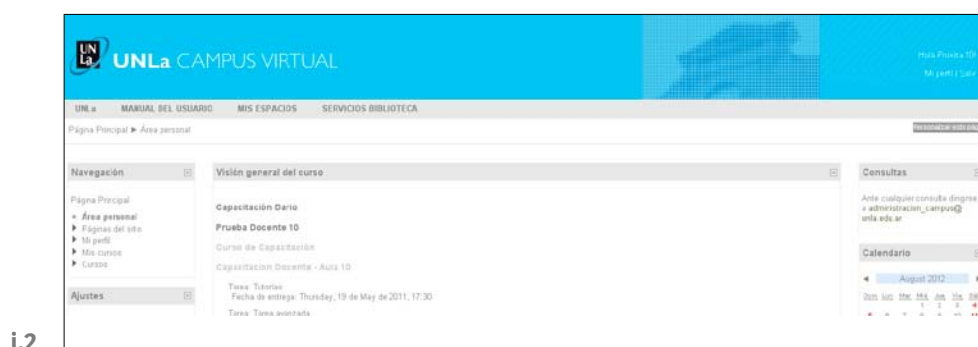 UN
La
UNLa CAMPUS VIRTUAL
Hola Prueba 10!
Mi perfil | Salir
UNLa MANUAL DEL USUARIO MIS ESPACIOS SERVICIOS BIBLIOTECA
Página Principal ► Área personal
Personalizar esta pág
Navegación
Página Principal
Área personal
Páginas del sitio
Mi perfil
Mis cursos
Cursos
Ajustes
Visión general del curso
Capacitación Dario
Prueba Docente 10
Curso de Capacitación
Capacitacion Docente - Aula 10
Tarea: Tutorias
Fecha de entrega: Thursday, 19 de May de 2011, 17:30
Tarea: Tarea avanzada
Consultas
Ante cualquier consulta dirigirse
a administracion_campus@
unla.edu.ar
Calendario
August 2012
Dom Lun Mar Mié Jue Vie Sáb
1 2 3 4
i.2